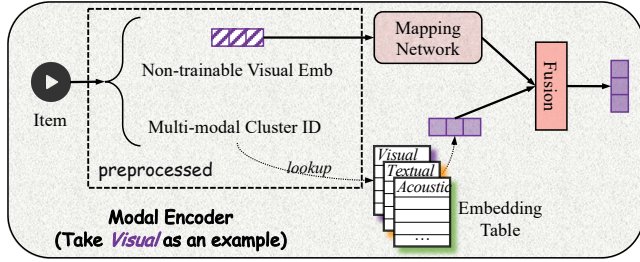 Mapping
Network
Non-trainable Visual Emb
Item
Fusion
Multi-modal Cluster ID
preprocessed
lookup
Visual
Textual
Acoustic
...
Embedding
Table
Modal Encoder
(Take Visual as an example)